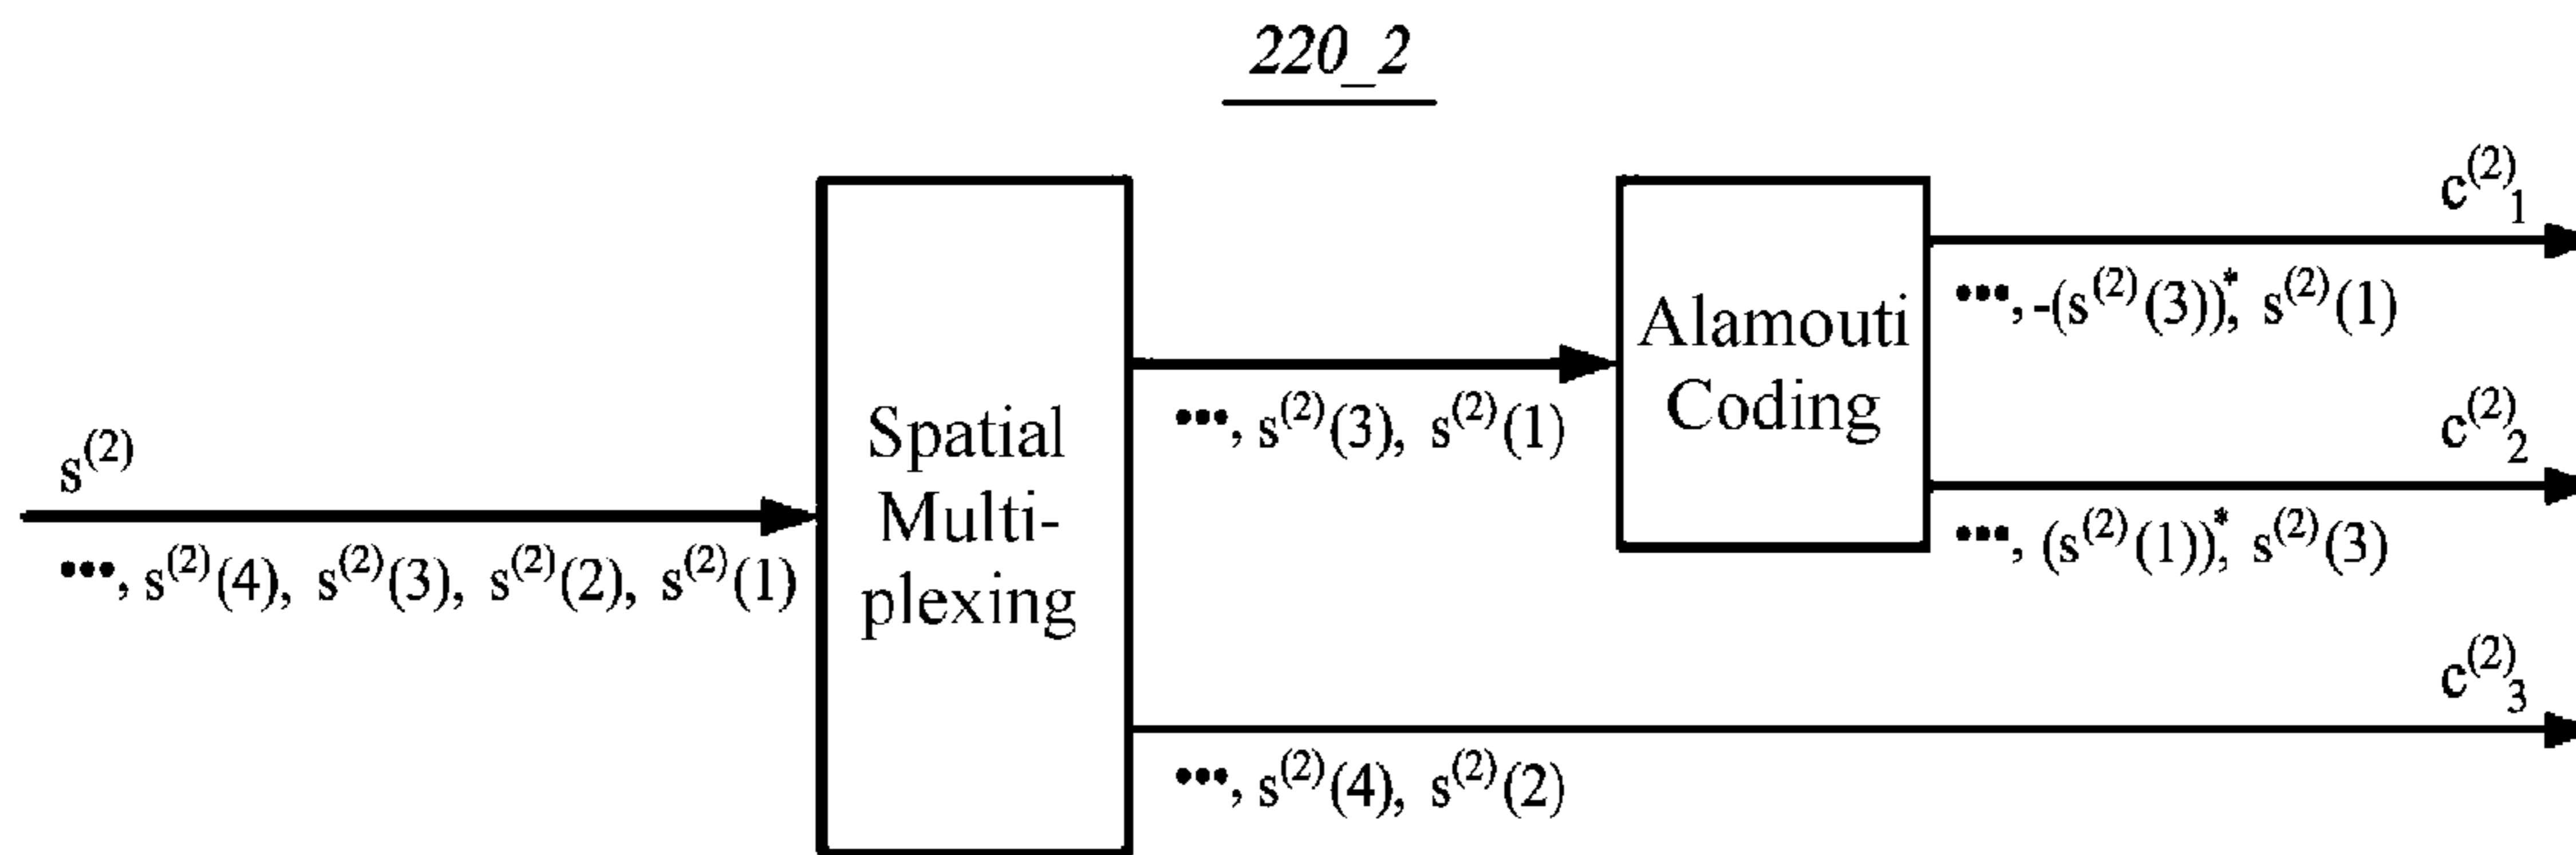 220_2
s⁽²⁾
•••, s⁽²⁾(4), s⁽²⁾(3), s⁽²⁾(2), s⁽²⁾(1)
Spatial
Multi-
plexing
•••, s⁽²⁾(3), s⁽²⁾(1)
•••, s⁽²⁾(4), s⁽²⁾(2)
Alamouti
Coding
c⁽²⁾₁
•••, -(s⁽²⁾(3))*, s⁽²⁾(1)
c⁽²⁾₂
•••, (s⁽²⁾(1))*, s⁽²⁾(3)
c⁽²⁾₃